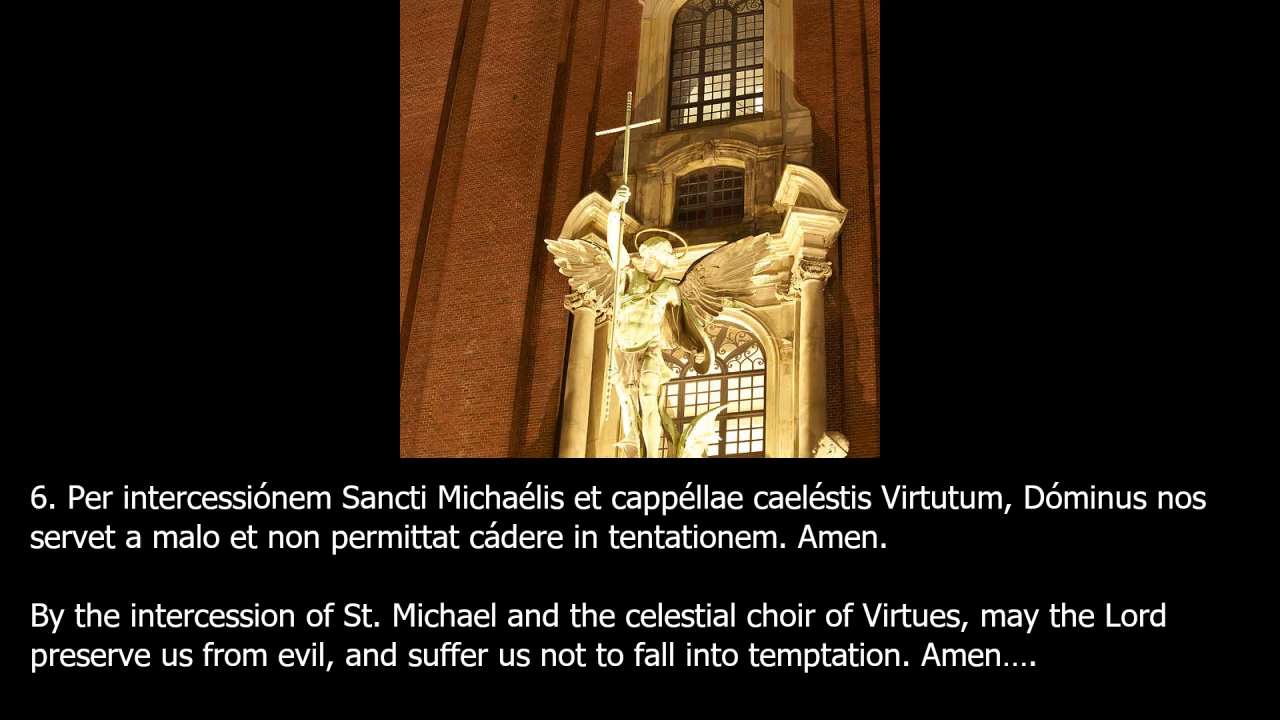 6. Per intercessiónem Sancti Michaélis et cappéllae caeléstis Virtutum, Dóminus nos
servet a malo et non permittat cádere in tentationem. Amen.
By the intercession of St. Michael and the celestial choir of Virtues, may the Lord
preserve us from evil, and suffer us not to fall into temptation. Amen….